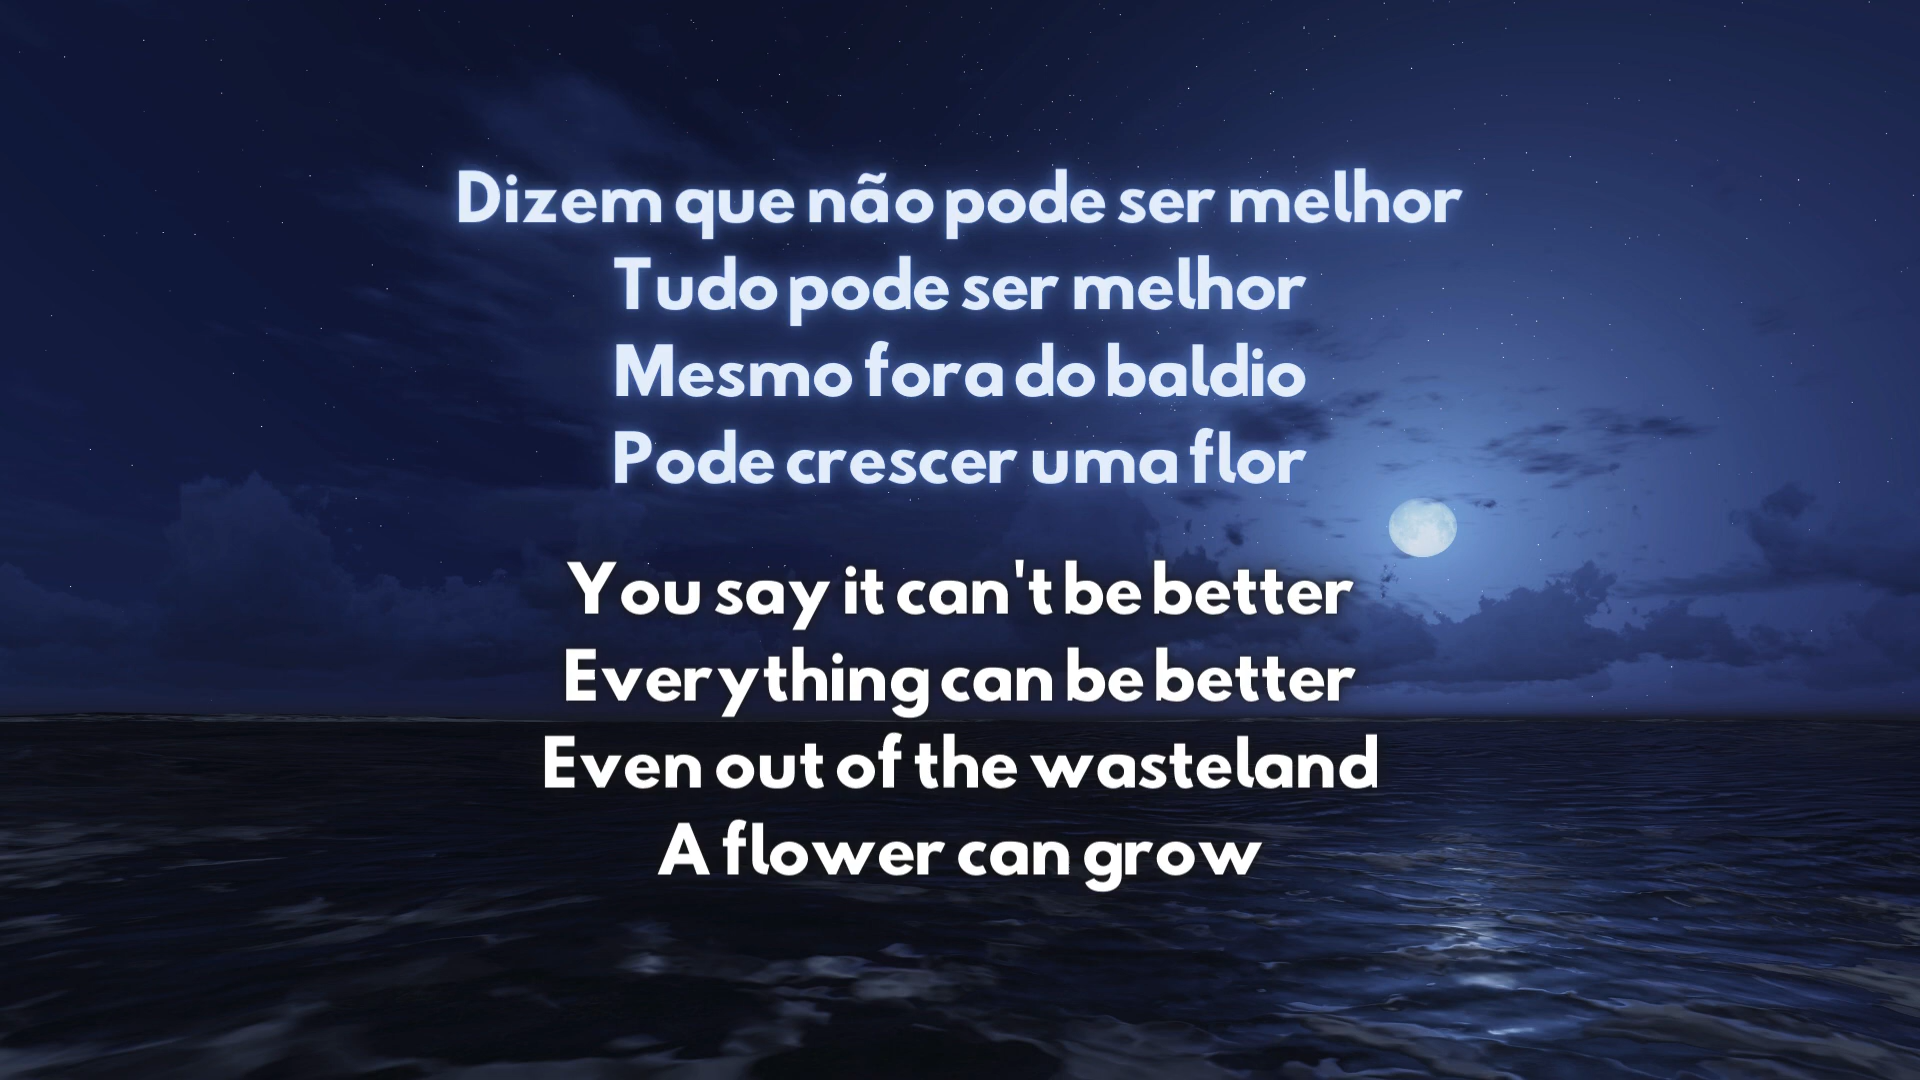 Dizem que não pode ser melhor
Tudo pode ser melhor
Mesmo fora do baldio
Pode crescer uma flor
You say it can't be better
Everything can be better
Even out of the wasteland
A flower can grow